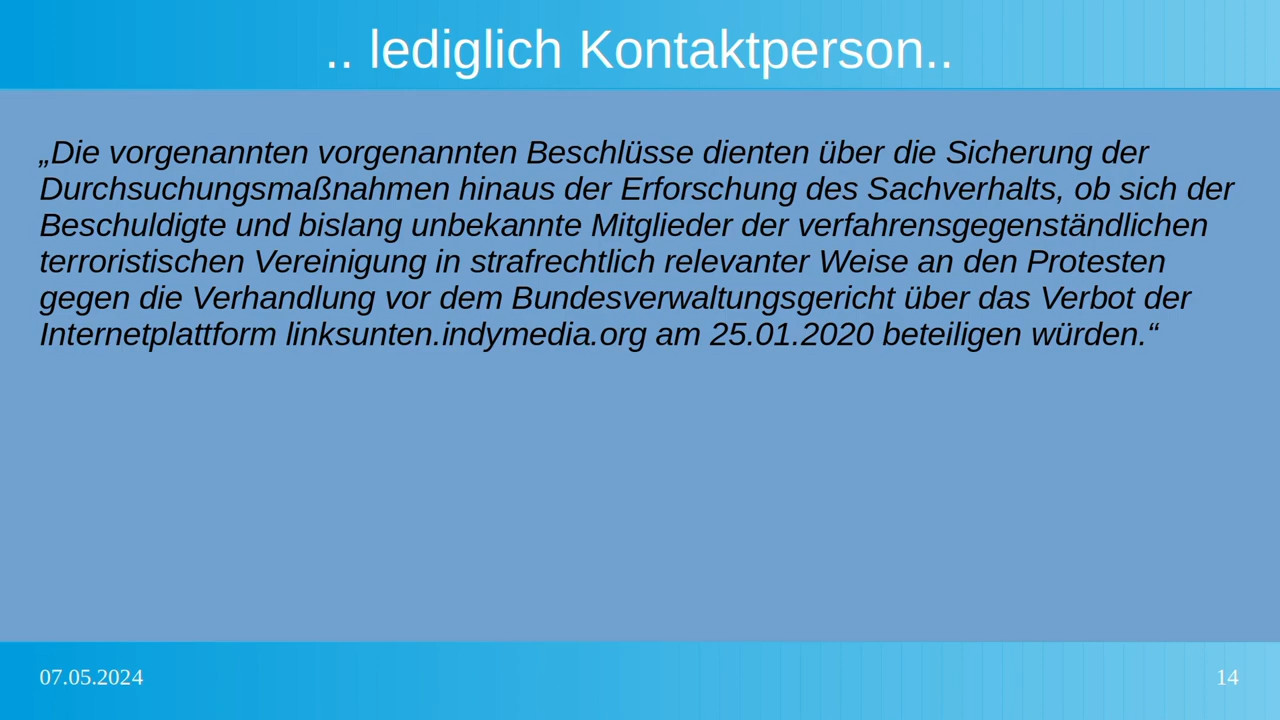 .. lediglich Kontaktperson..
„Die vorgenannten vorgenannten Beschlüsse dienten über die Sicherung der
Durchsuchungsmaßnahmen hinaus der Erforschung des Sachverhalts, ob sich der
Beschuldigte und bislang unbekannte Mitglieder der verfahrensgegenständlichen
terroristischen Vereinigung in strafrechtlich relevanter Weise an den Protesten
gegen die Verhandlung vor dem Bundesverwaltungsgericht über das Verbot der
Internetplattform linksunten.indymedia.org am 25.01.2020 beteiligen würden.“
07.05.2024
14